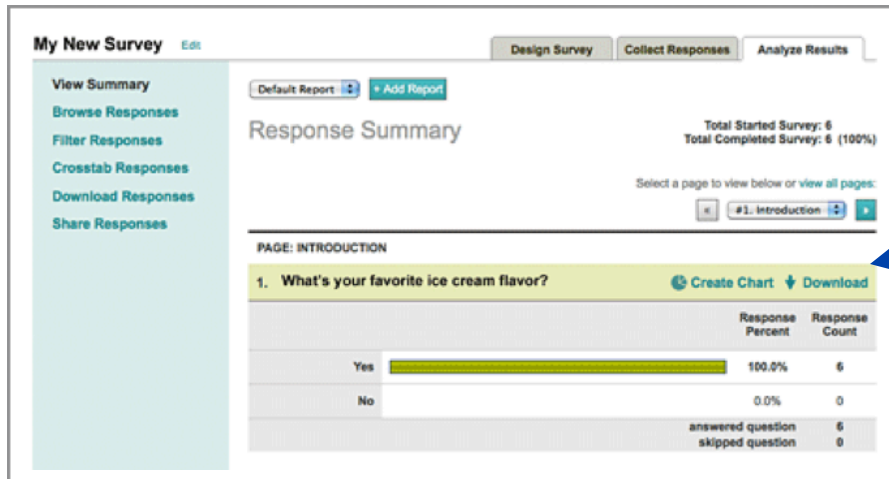 My New Survey Edit
Design Survey Collect Responses Analyze Results
View Summary
Browse Responses
Filter Responses
Crosstab Responses
Download Responses
Share Responses
Default Report + Add Report
Response Summary
Total Started Survey: 6
Total Completed Survey: 6 (100%)
Select a page to view below or view all pages:
« #1. Introduction »
PAGE: INTRODUCTION
1. What's your favorite ice cream flavor? Create Chart Download
Response Percent Response Count
Yes 100.0% 6
No 0.0% 0
answered question 6
skipped question 0